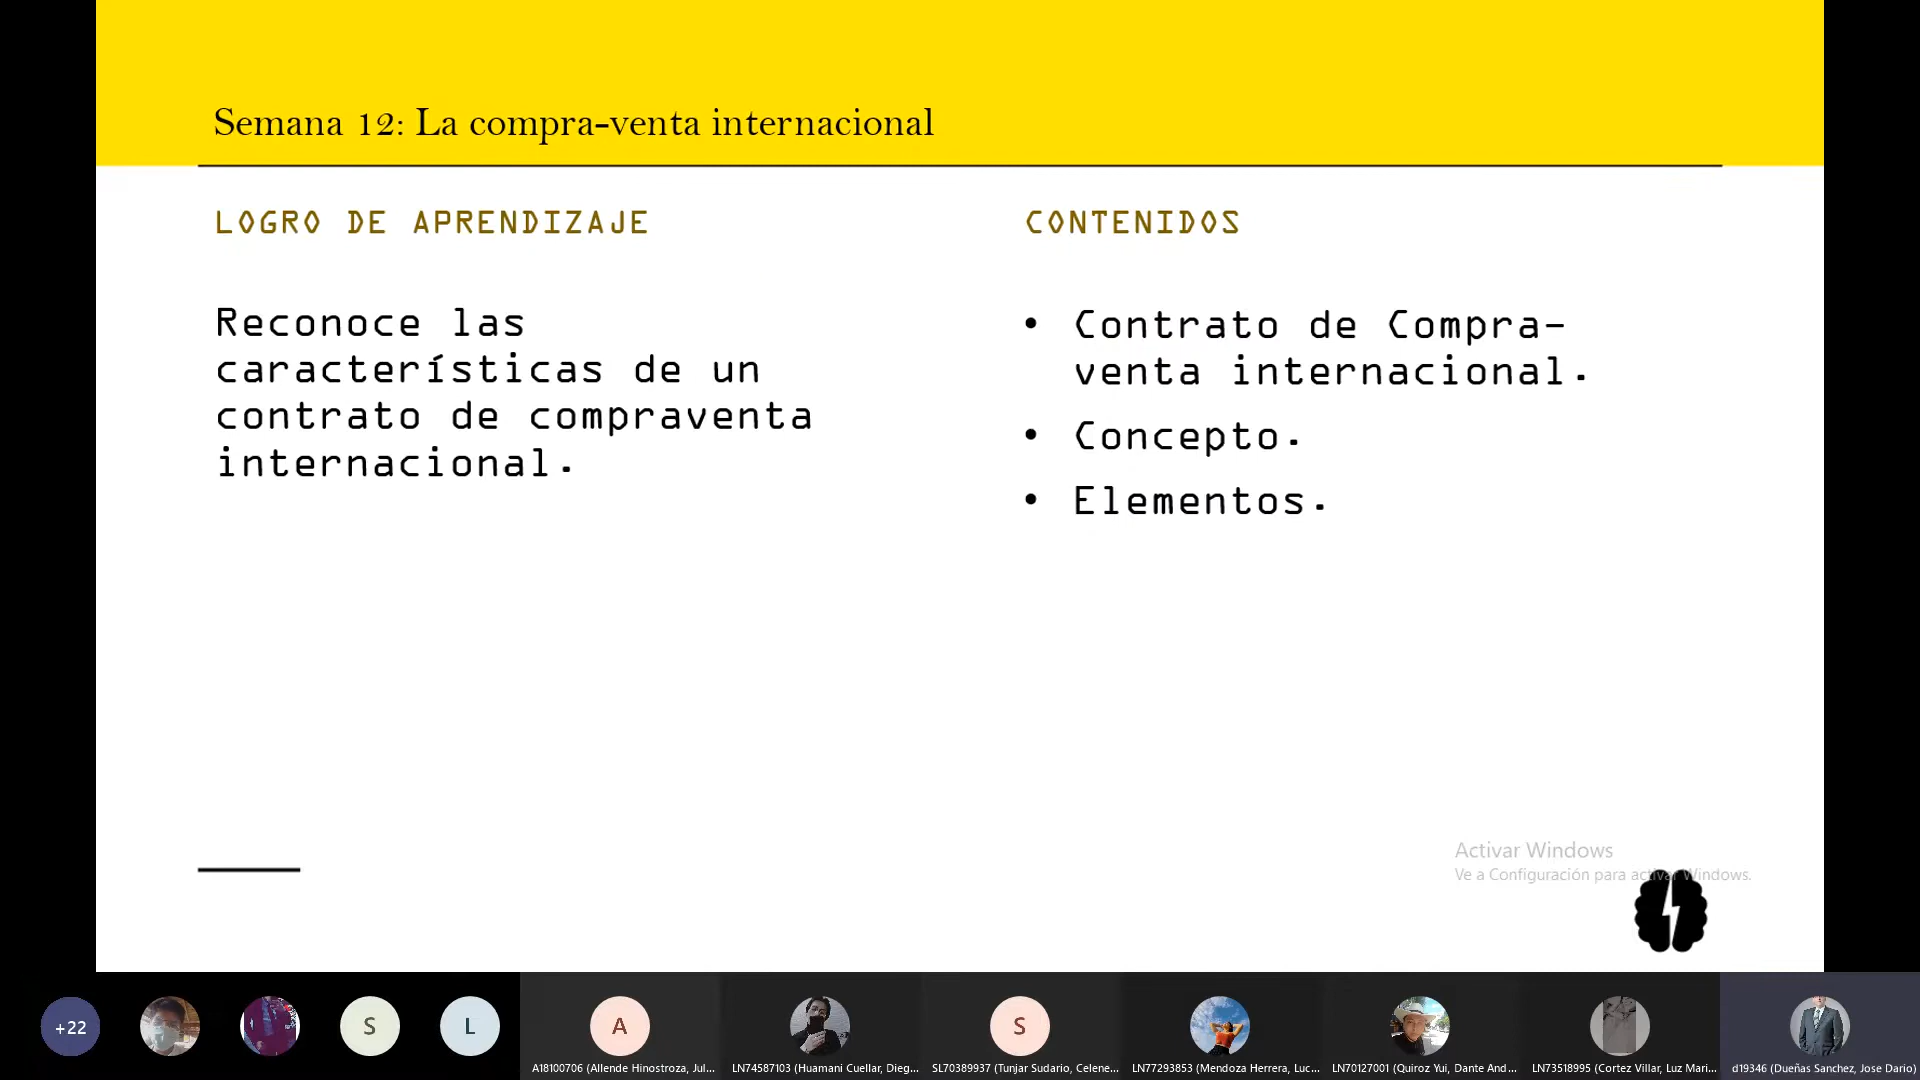 Semana 12: La compra-venta internacional
LOGRO DE APRENDIZAJE
Reconoce las
características de un
contrato de compraventa
internacional.
CONTENIDOS
• Contrato de Compra-
venta internacional.
• Concepto.
• Elementos.
Activar Windows
Ve a Configuración para activar Windows.
+22
S
L
A
A18100706 (Allende Hinostroza, Jul...
LN74587103 (Huamani Cuellar, Dieg...
S
SL70389937 (Tunjar Sudario, Celene...
LN77293853 (Mendoza Herrera, Luc...
LN70127001 (Quiroz Yui, Dante And...
LN73518995 (Cortez Villar, Luz Mari...
d19346 (Dueñas Sanchez, Jose Dario)